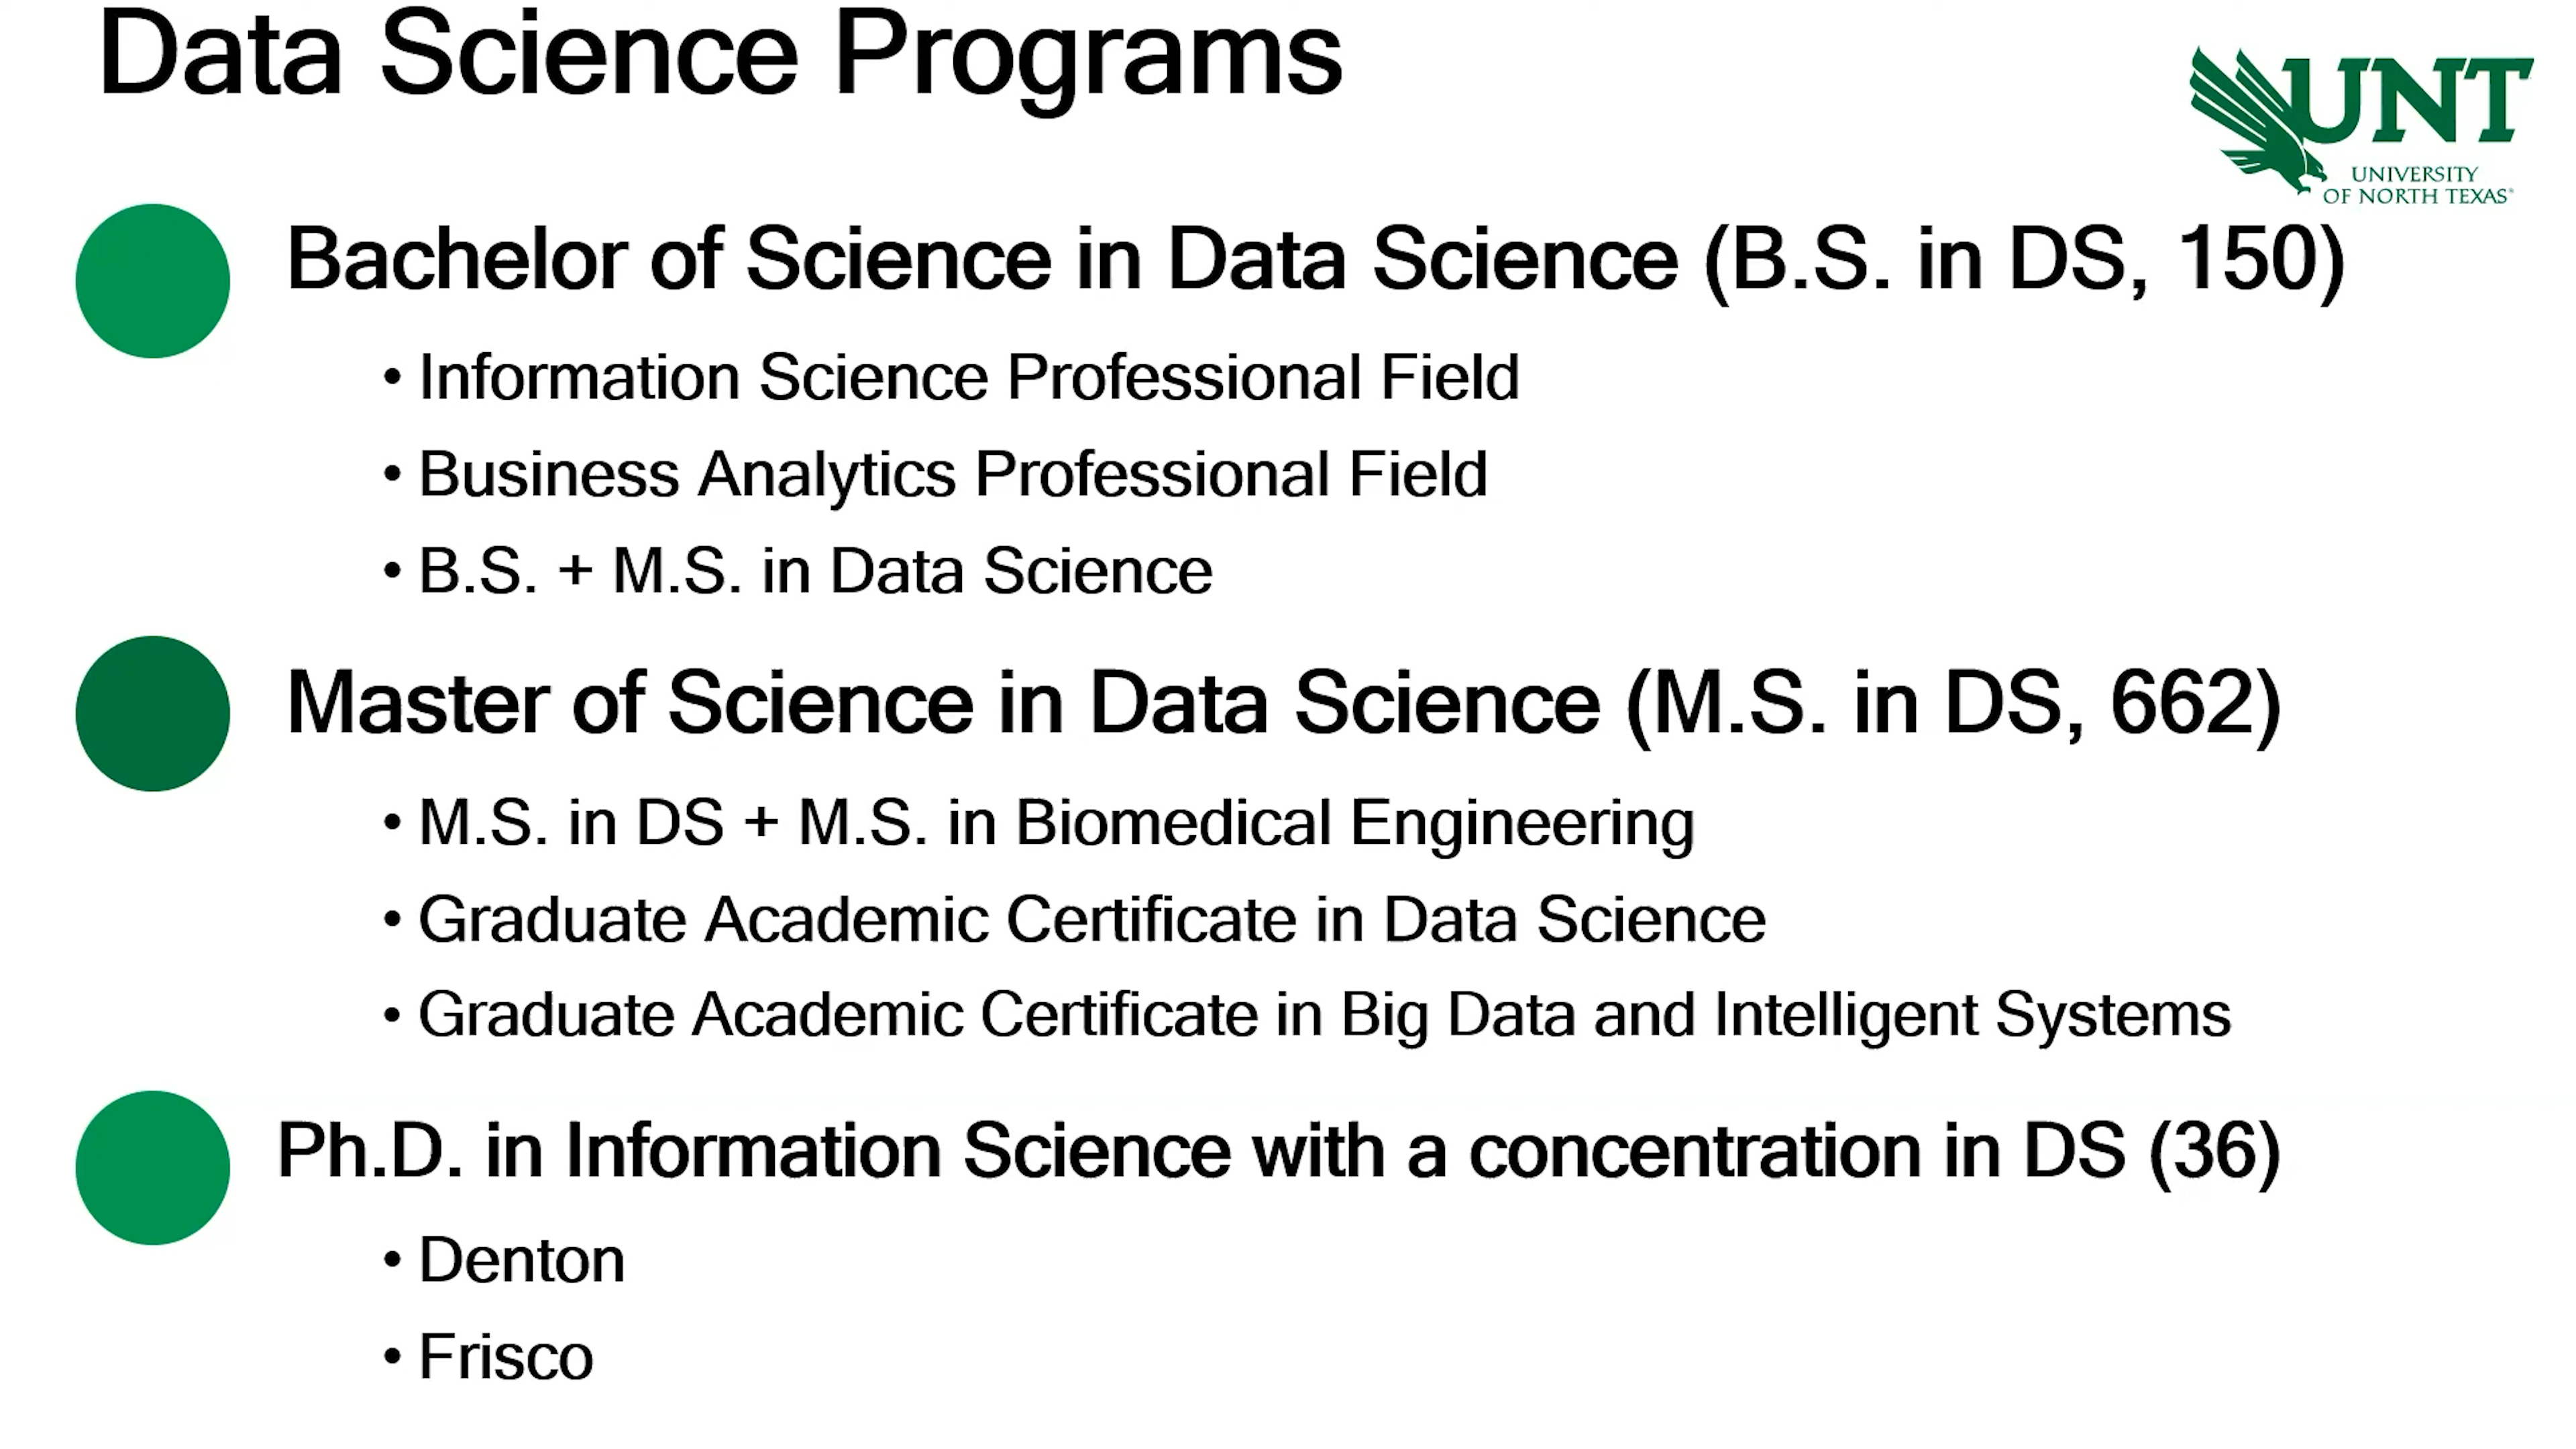 Data Science Programs
UNT
UNIVERSITY
OF NORTH TEXAS®
Bachelor of Science in Data Science (B.S. in DS, 150)
• Information Science Professional Field
• Business Analytics Professional Field
• B.S. + M.S. in Data Science
Master of Science in Data Science (M.S. in DS, 662)
• M.S. in DS + M.S. in Biomedical Engineering
• Graduate Academic Certificate in Data Science
• Graduate Academic Certificate in Big Data and Intelligent Systems
Ph.D. in Information Science with a concentration in DS (36)
• Denton
• Frisco